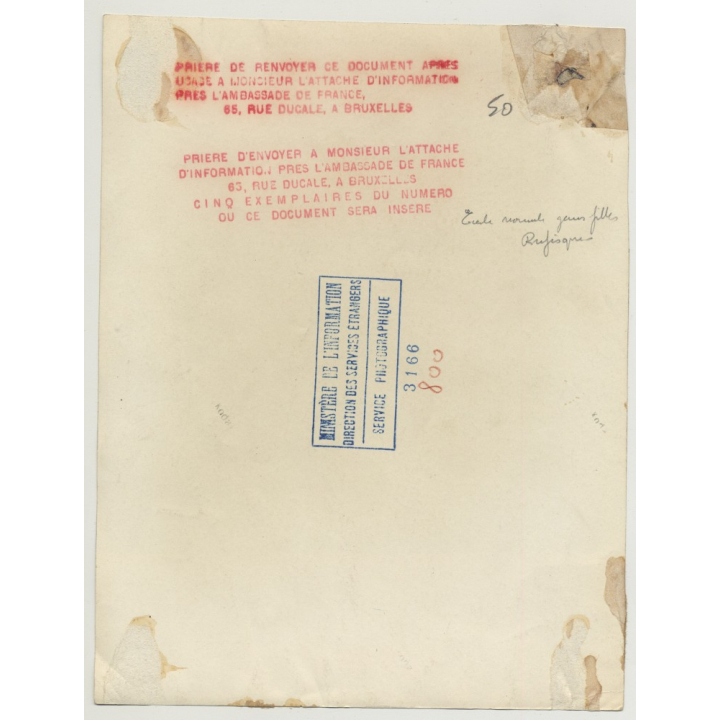 PRIERE DE RENVOYER CE DOCUMENT APRES
USAGE A MONSIEUR L'ATTACHE D'INFORMATION
PRES L'AMBASSADE DE FRANCE,
65, RUE DUCALE, A BRUXELLES
50
PRIERE D'ENVOYER A MONSIEUR L'ATTACHE
D'INFORMATION PRES L'AMBASSADE DE FRANCE
65, RUE DUCALE, A BRUXELLES
CINQ EXEMPLAIRES DU NUMERO
OU CE DOCUMENT SERA INSERE
Ecole normale jeunes filles
Rufisque
MINISTÈRE DE L'INFORMATION
DIRECTION DES SERVICES ÉTRANGERS
SERVICE PHOTOGRAPHIQUE
3166
800